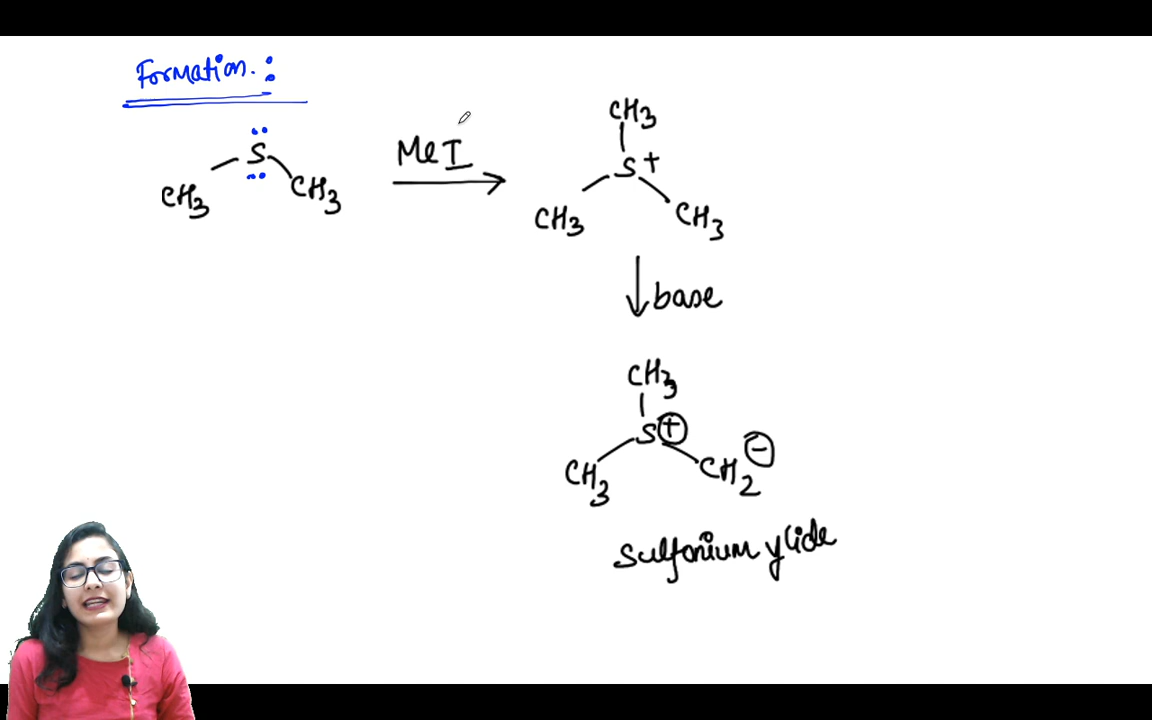 Formation :
CH3 S CH3
MeI
CH3
S+
CH3 CH3
base
CH3
S⊕
CH3 CH2⊖
Sulfonium ylide